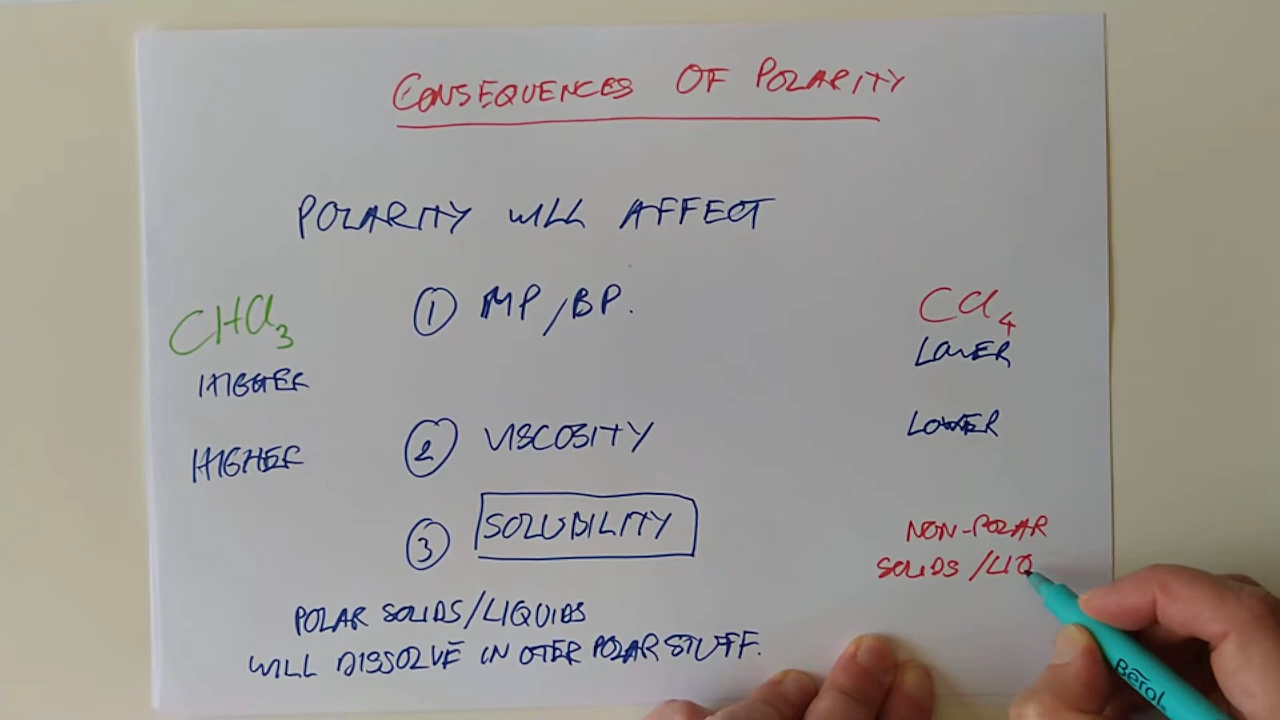 CONSEQUENCES OF POLARITY
POLARITY WILL AFFECT
CHCl3
HIGHER
① MP/BP.
CCl4
LOWER
HIGHER
② VISCOSITY
LOWER
③ SOLUBILITY
POLAR SOLIDS/LIQUIDS
WILL DISSOLVE IN OTER POLAR STUFF.
NON-POLAR
SOLIDS /LIQ
Berol